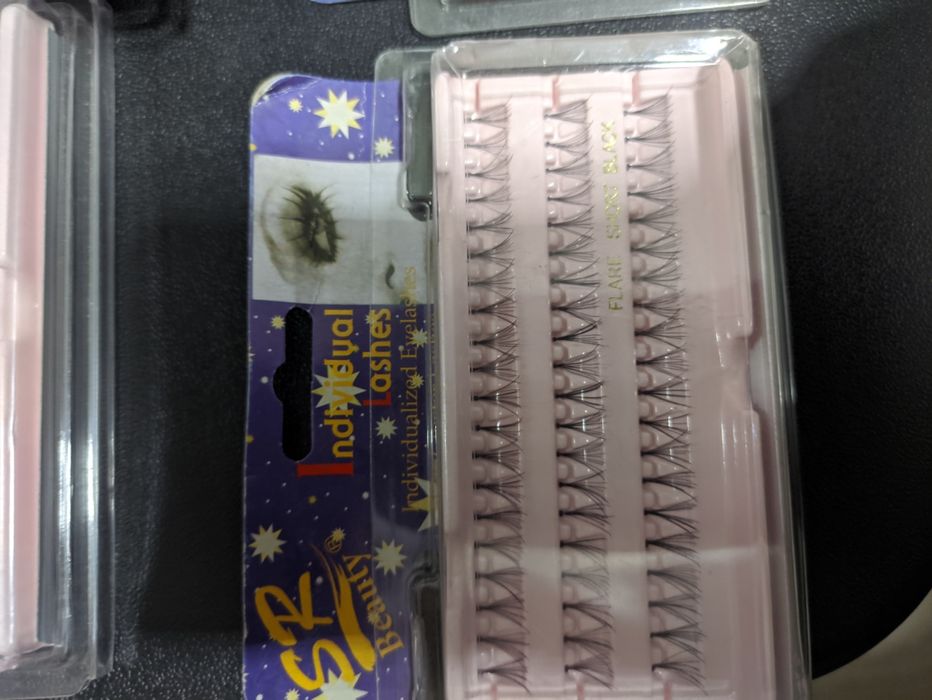 SR
Beauty
Individual
Lashes
Individualized Eyelashes
FLARE SHORT BLACK